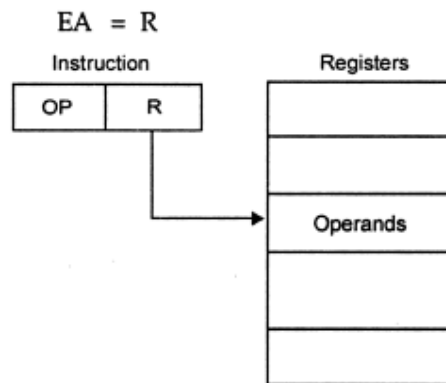 EA = R
Instruction
Registers
OP
R
Operands